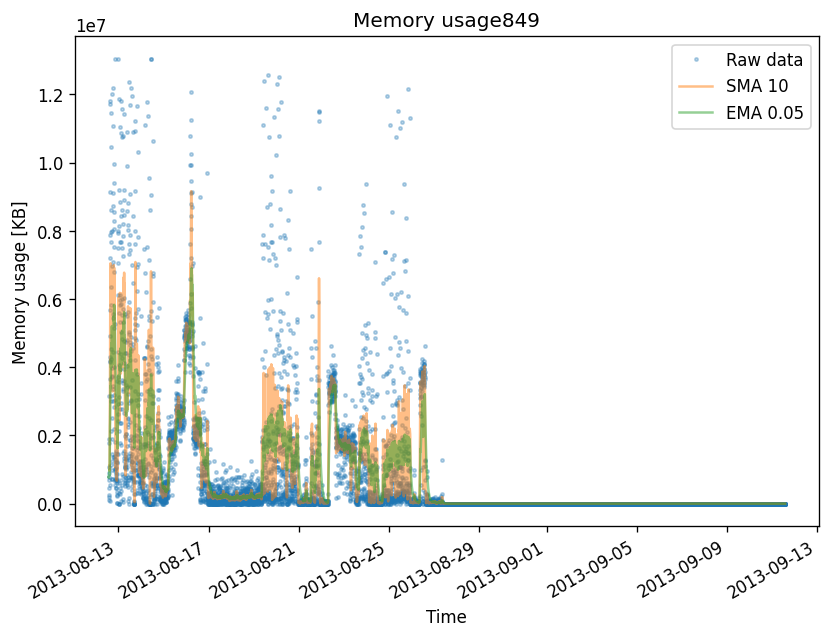 Memory usage849
1e7
Raw data
SMA 10
EMA 0.05
1.2
1.0
0.8
0.6
0.4
0.2
0.0
Memory usage [KB]
2013-08-13
2013-08-17
2013-08-21
2013-08-25
2013-08-29
2013-09-01
2013-09-05
2013-09-09
2013-09-13
Time